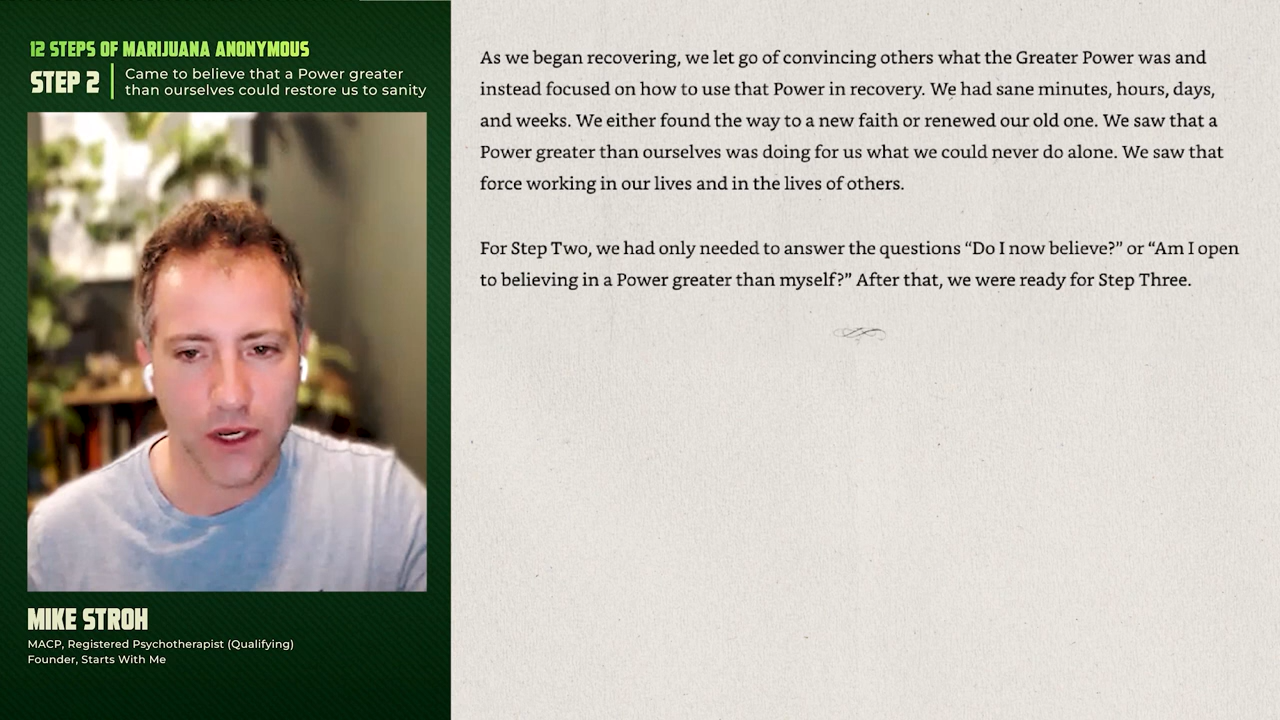 12 STEPS OF MARIJUANA ANONYMOUS
STEP 2
Came to believe that a Power greater
than ourselves could restore us to sanity
MIKE STROH
MACP, Registered Psychotherapist (Qualifying)
Founder, Starts With Me
As we began recovering, we let go of convincing others what the Greater Power was and
instead focused on how to use that Power in recovery. We had sane minutes, hours, days,
and weeks. We either found the way to a new faith or renewed our old one. We saw that a
Power greater than ourselves was doing for us what we could never do alone. We saw that
force working in our lives and in the lives of others.
For Step Two, we had only needed to answer the questions “Do I now believe?” or “Am I open
to believing in a Power greater than myself?” After that, we were ready for Step Three.